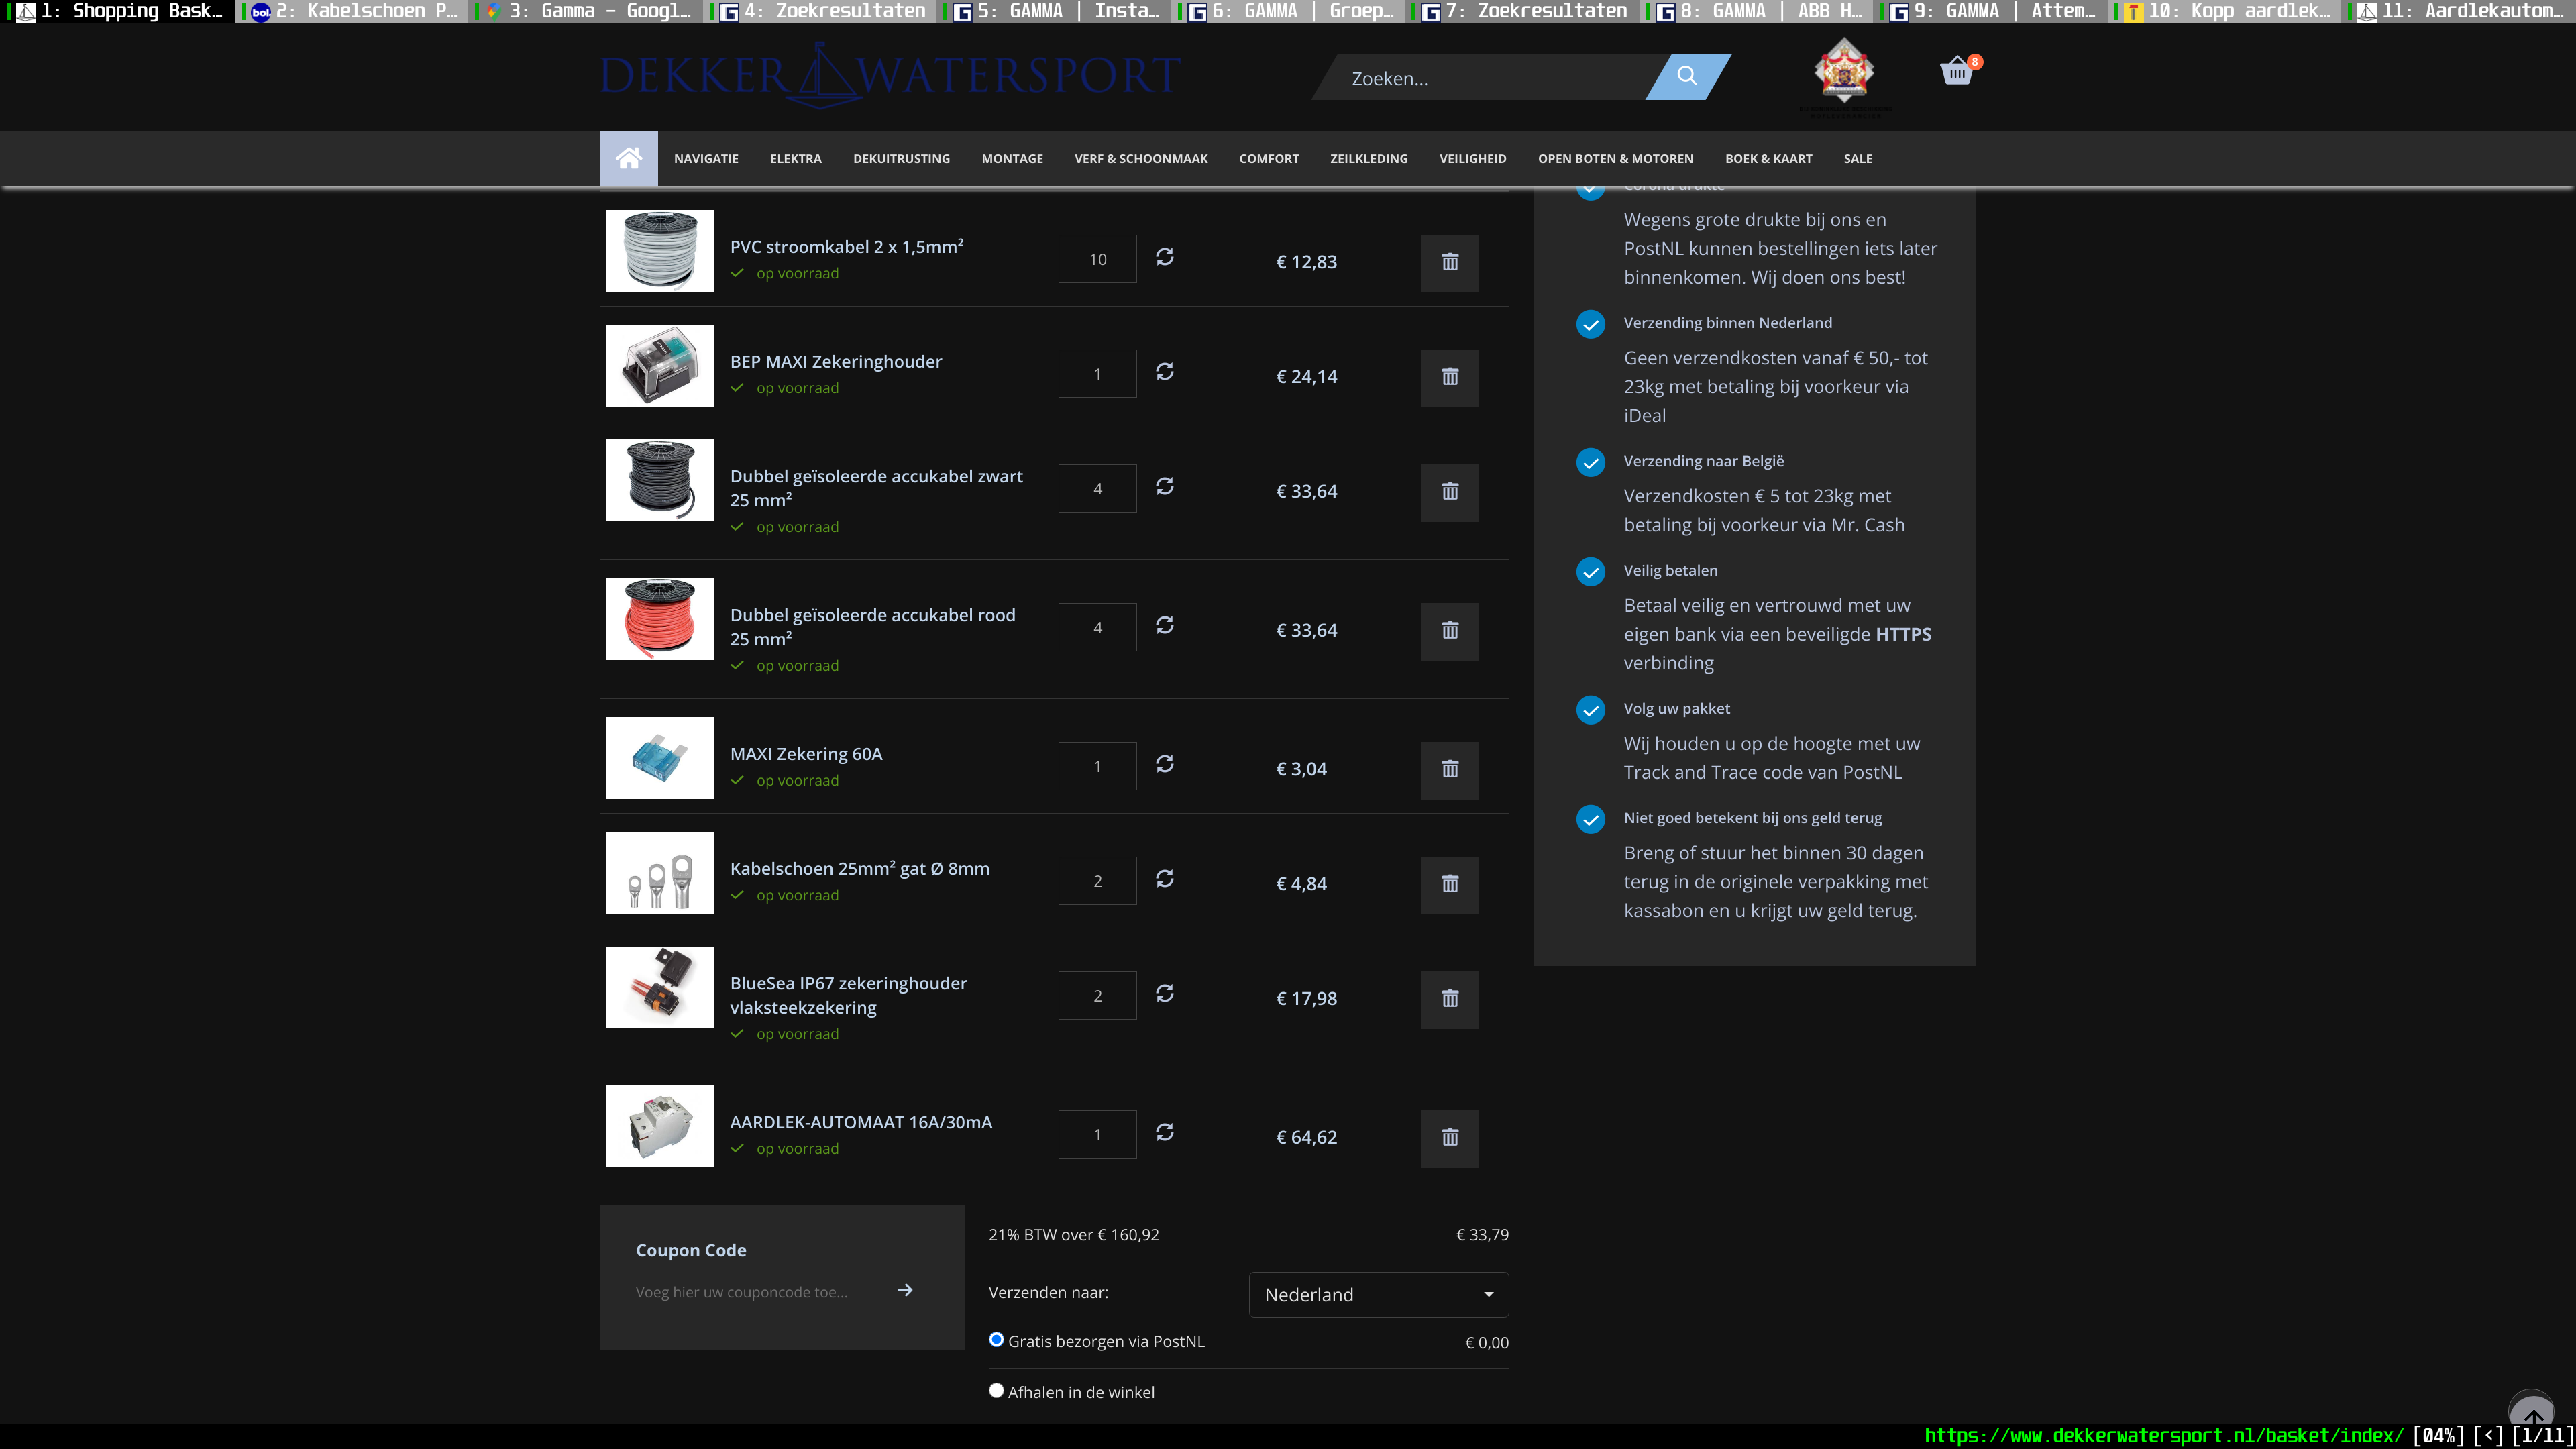 1: Shopping Bask…
2: Kabelschoen P…
3: Gamma - Googl…
4: Zoekresultaten
5: GAMMA | Insta…
6: GAMMA | Groep…
7: Zoekresultaten
8: GAMMA | ABB H…
9: GAMMA | Attem…
10: Kopp aardlek…
11: Aardlekautom…
DEKKER WATERSPORT
Zoeken...
8
NAVIGATIE
ELEKTRA
DEKUITRUSTING
MONTAGE
VERF & SCHOONMAAK
COMFORT
ZEILKLEDING
VEILIGHEID
OPEN BOTEN & MOTOREN
BOEK & KAART
SALE
PVC stroomkabel 2 x 1,5mm²
op voorraad
10
€ 12,83
BEP MAXI Zekeringhouder
op voorraad
1
€ 24,14
Dubbel geïsoleerde accukabel zwart
25 mm²
op voorraad
4
€ 33,64
Dubbel geïsoleerde accukabel rood
25 mm²
op voorraad
4
€ 33,64
MAXI Zekering 60A
op voorraad
1
€ 3,04
Kabelschoen 25mm² gat Ø 8mm
op voorraad
2
€ 4,84
BlueSea IP67 zekeringhouder
vlaksteekzekering
op voorraad
2
€ 17,98
AARDLEK-AUTOMAAT 16A/30mA
op voorraad
1
€ 64,62
Coupon Code
Voeg hier uw couponcode toe...
21% BTW over € 160,92
€ 33,79
Verzenden naar:
Nederland
Gratis bezorgen via PostNL
€ 0,00
Afhalen in de winkel
Corona drukte
Wegens grote drukte bij ons en
PostNL kunnen bestellingen iets later
binnenkomen. Wij doen ons best!
Verzending binnen Nederland
Geen verzendkosten vanaf € 50,- tot
23kg met betaling bij voorkeur via
iDeal
Verzending naar België
Verzendkosten € 5 tot 23kg met
betaling bij voorkeur via Mr. Cash
Veilig betalen
Betaal veilig en vertrouwd met uw
eigen bank via een beveiligde HTTPS
verbinding
Volg uw pakket
Wij houden u op de hoogte met uw
Track and Trace code van PostNL
Niet goed betekent bij ons geld terug
Breng of stuur het binnen 30 dagen
terug in de originele verpakking met
kassabon en u krijgt uw geld terug.
https://www.dekkerwatersport.nl/basket/index/ [04%] [<] [1/11]